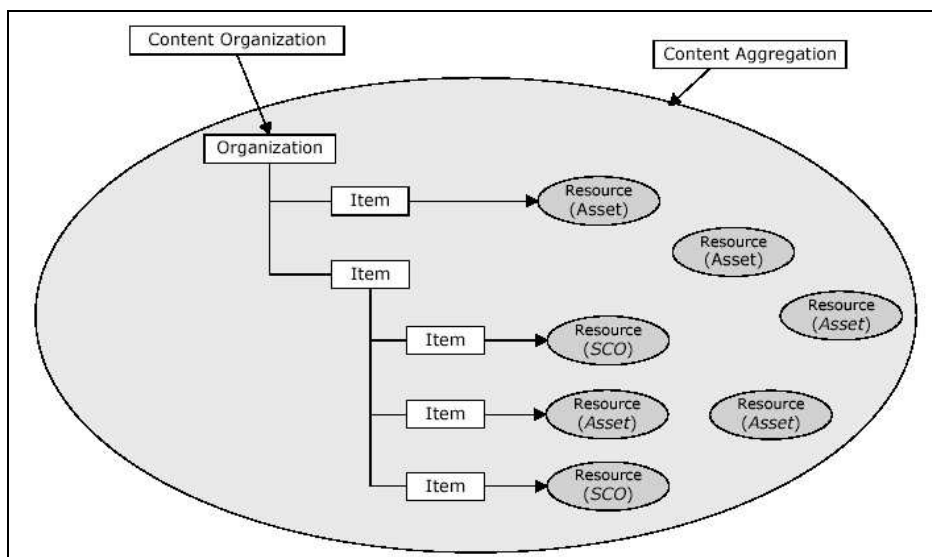 Content Organization
Content Aggregation
Organization
Item
Resource
(Asset)
Resource
(Asset)
Item
Resource
(Asset)
Item
Resource
(SCO)
Item
Resource
(Asset)
Resource
(Asset)
Item
Resource
(SCO)